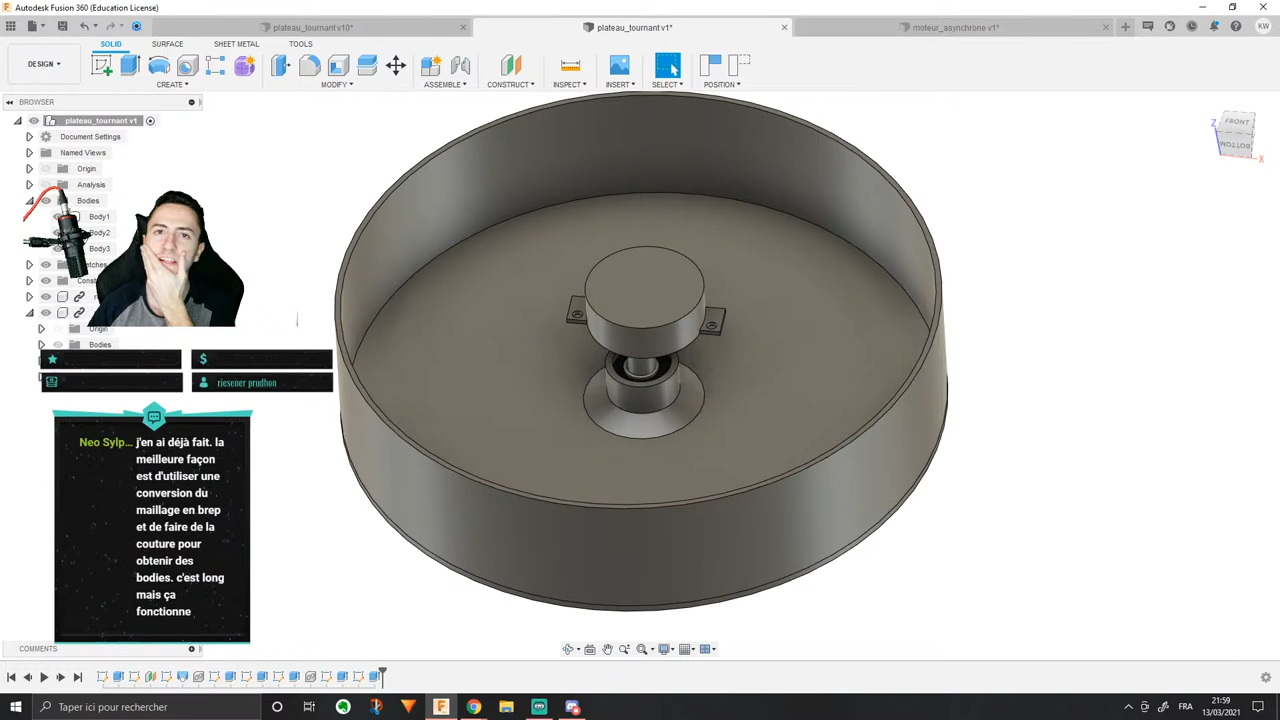 Autodesk Fusion 360 (Education License)
plateau_tournant v10*
plateau_tournant v1*
moteur_asynchrone v1*
KW
SOLID SURFACE SHEET METAL TOOLS
DESIGN
CREATE MODIFY ASSEMBLE CONSTRUCT INSPECT INSERT SELECT POSITION
BROWSER
plateau_tournant v1
Document Settings
Named Views
Origin
Analysis
Bodies
Body1
Body2
Body3
Origin
Bodies
$
riesener prudhon
Neo Sylp... j'en ai déjà fait. la
meilleure façon
est d'utiliser une
conversion du
maillage en brep
et de faire de la
couture pour
obtenir des
bodies. c'est long
mais ça
fonctionne
FRONT
BOTTOM
Z
X
COMMENTS
Taper ici pour rechercher
FRA
21:59
13/03/2021